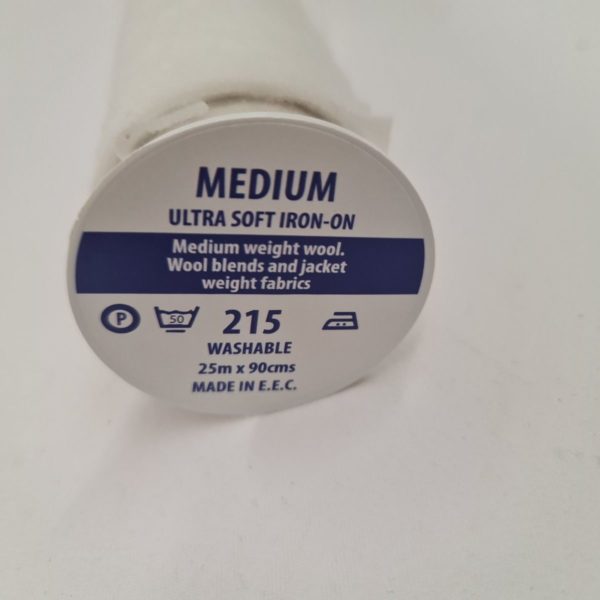 MEDIUM
ULTRA SOFT IRON-ON
Medium weight wool.
Wool blends and jacket
weight fabrics
P 50 215
WASHABLE
25m x 90cms
MADE IN E.E.C.